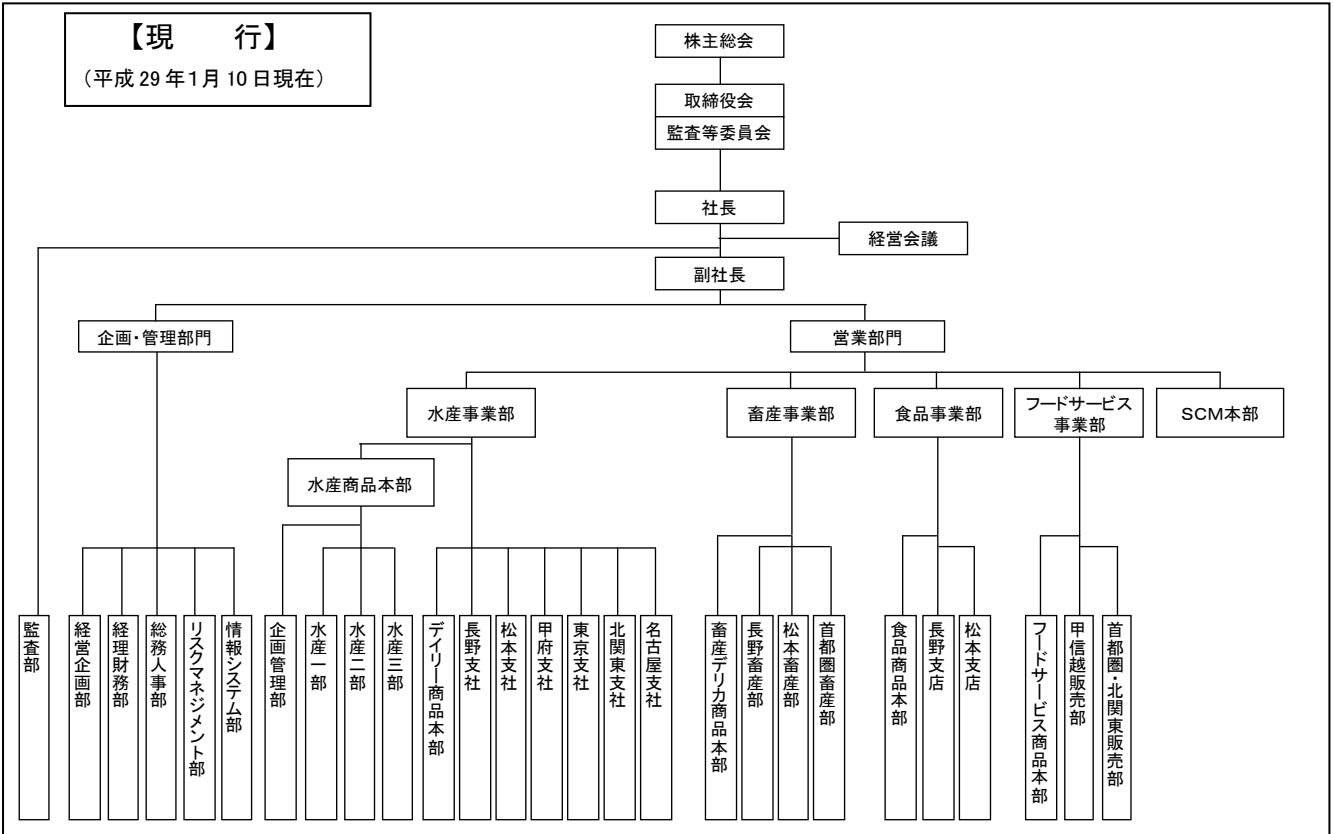 【現　　行】
（平成 29 年１月 10 日現在）
株主総会
取締役会
監査等委員会
社長
経営会議
副社長
企画・管理部門
営業部門
水産事業部
畜産事業部
食品事業部
フードサービス
事業部
SCM本部
水産商品本部
監査部
経営企画部
経理財務部
総務人事部
リスクマネジメント部
情報システム部
企画管理部
水産一部
水産二部
水産三部
デイリー商品本部
長野支社
松本支社
甲府支社
東京支社
北関東支社
名古屋支社
畜産デリカ商品本部
長野畜産部
松本畜産部
首都圏畜産部
食品商品本部
長野支店
松本支店
フードサービス商品本部
甲信越販売部
首都圏・北関東販売部